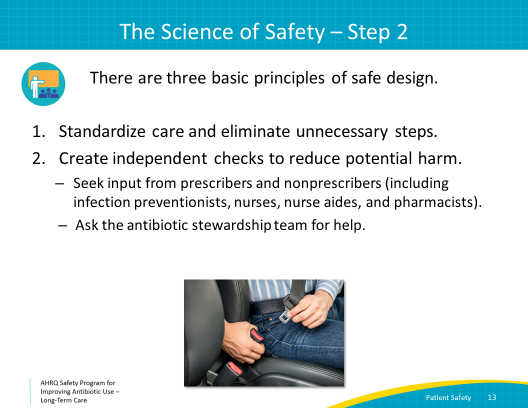 The Science of Safety – Step 2
There are three basic principles of safe design.
1. Standardize care and eliminate unnecessary steps.
2. Create independent checks to reduce potential harm.
– Seek input from prescribers and nonprescribers (including
infection preventionists, nurses, nurse aides, and pharmacists).
– Ask the antibiotic stewardship team for help.
AHRQ Safety Program for
Improving Antibiotic Use –
Long-Term Care
Patient Safety 13